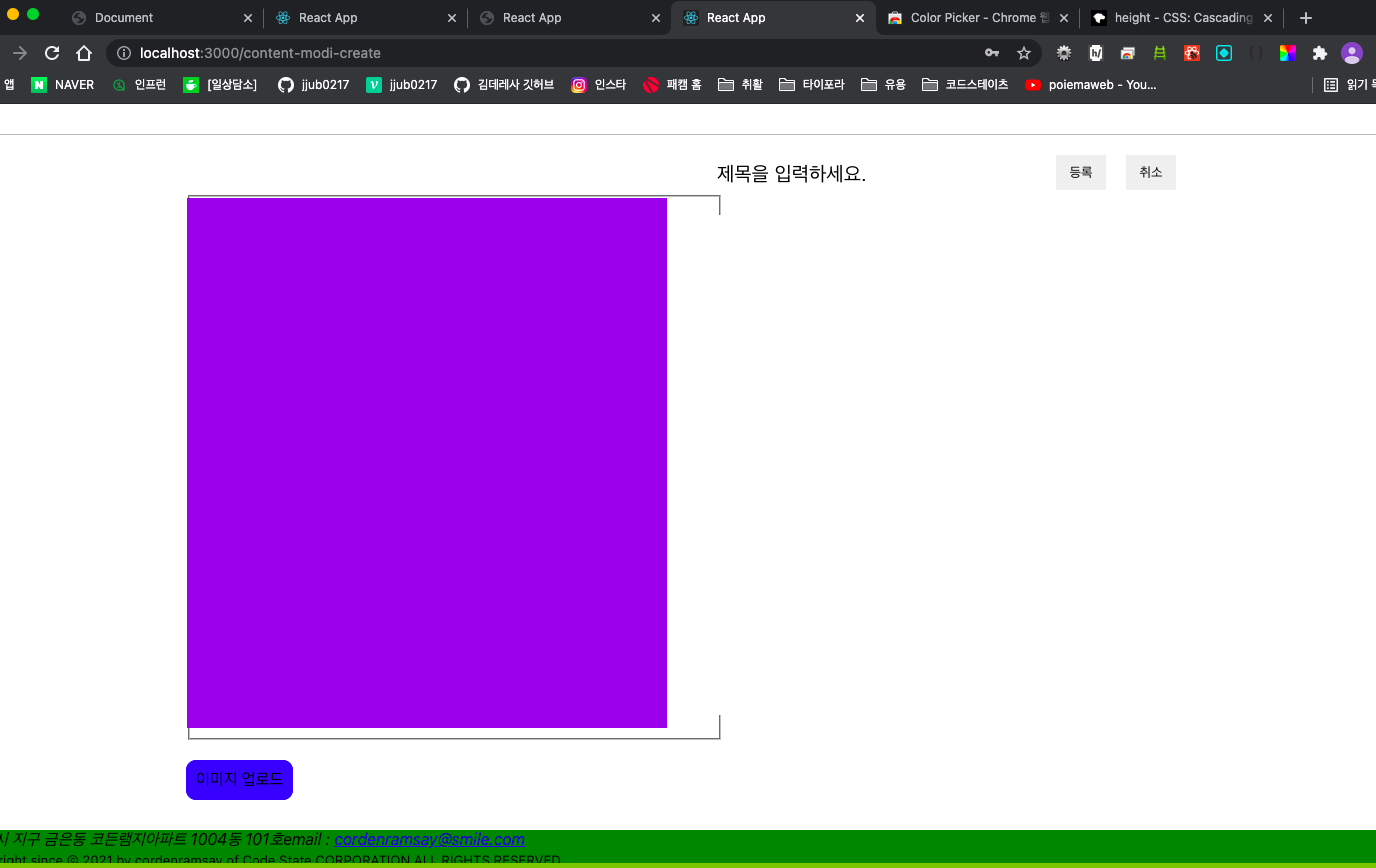 Document
React App
React App
React App
Color Picker - Chrome 웹
height - CSS: Cascading
localhost:3000/content-modi-create
앱
NAVER
인프런
[일상담소]
jjub0217
jjub0217
김데레사 깃허브
인스타
패캠 홈
취활
타이포라
유용
코드스테이츠
poiemaweb - You...
읽기
제목을 입력하세요.
등록
취소
이미지 업로드
시 지구 금은동 코든램지아파트 1004동 101호email : cordenramsay@smile.com
right since © 2021 by cordenramsay of Code State CORPORATION ALL RIGHTS RESERVED